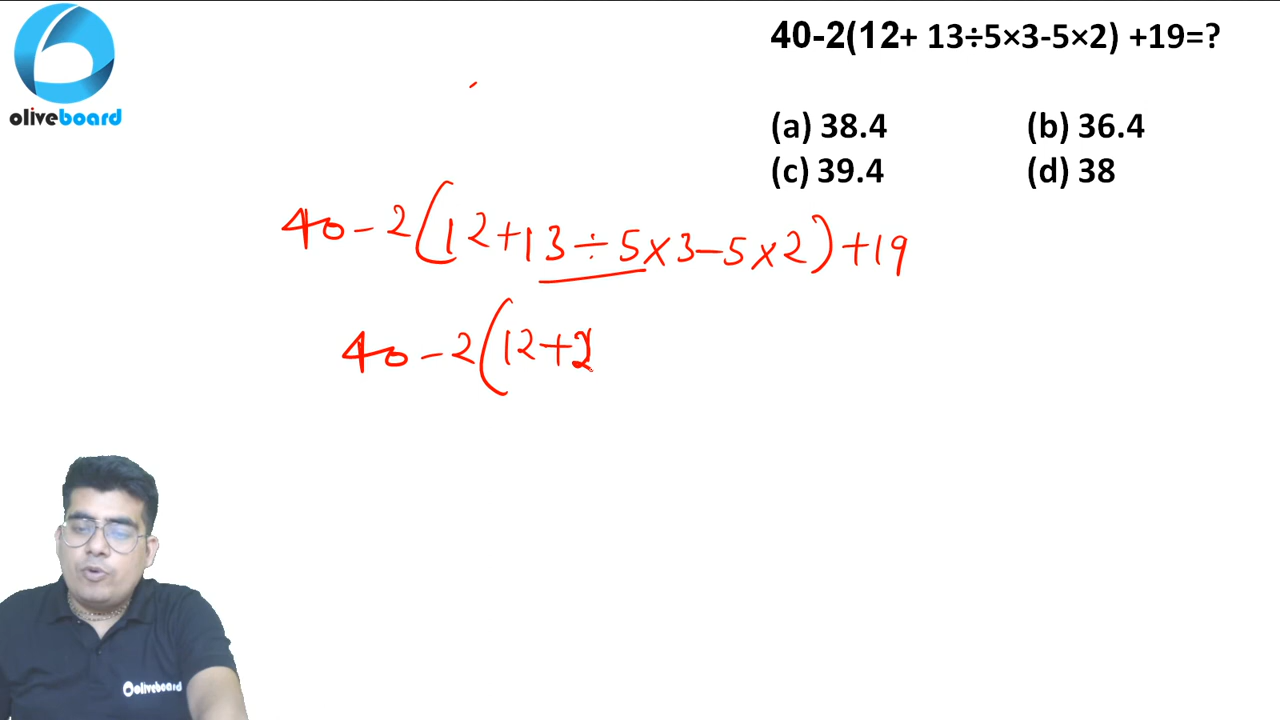 oliveboard
40-2(12+ 13÷5×3-5×2) +19=?
(a) 38.4 (b) 36.4
(c) 39.4 (d) 38
40-2(12+13÷5×3-5×2)+19
40-2(12+2
oliveboard